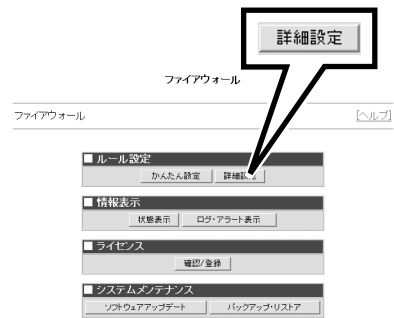 詳細設定
ファイアウォール
ファイアウォール [ヘルプ]
■ ルール設定
かんたん設定 詳細設定
■ 情報表示
状態表示 ログ・アラート表示
■ ライセンス
確認/登録
■ システムメンテナンス
ソフトウェアアップデート バックアップ・リストア